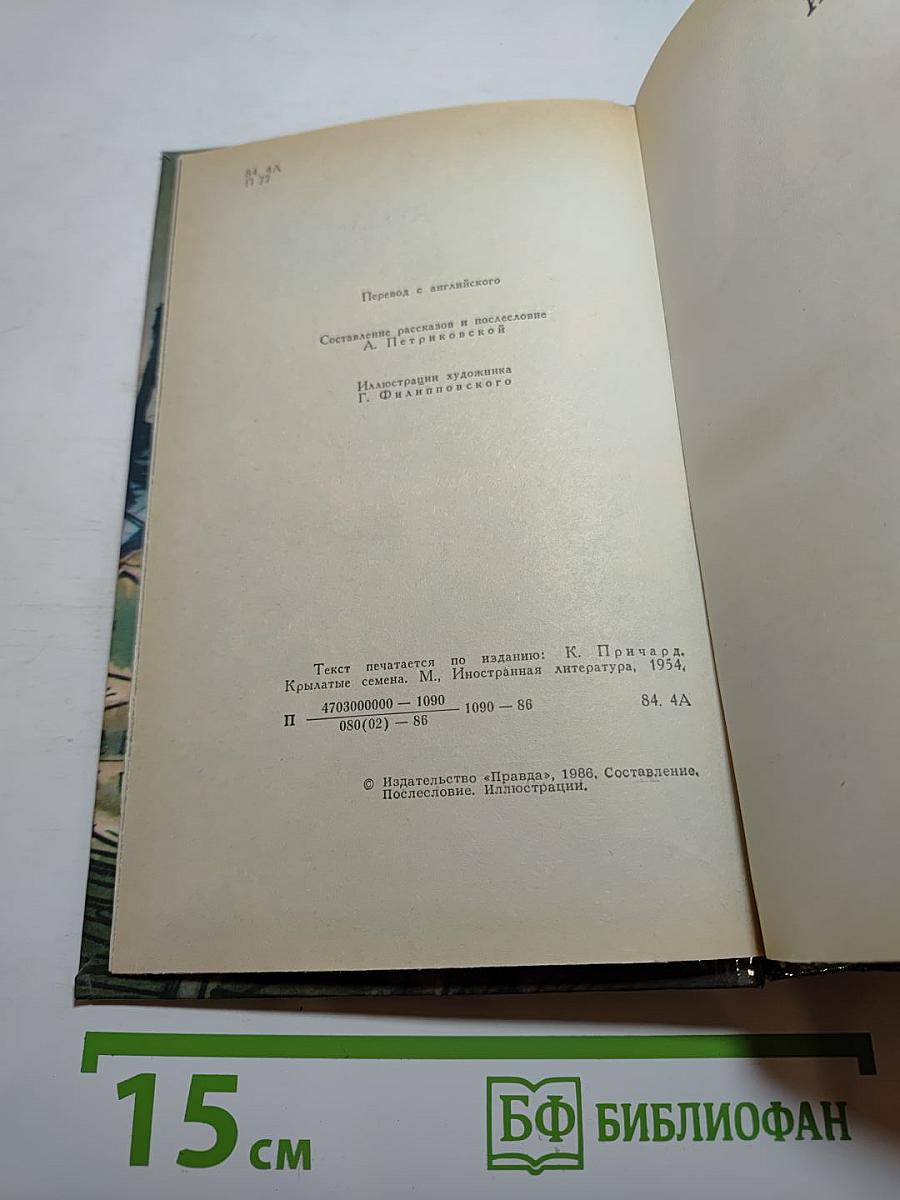 84. 4А
П 77
Перевод с английского
Составление рассказов и послесловие
А. Петриковской
Иллюстрации художника
Г. Филипповского
Текст печатается по изданию: К. Причард.
Крылатые семена. М., Иностранная литература, 1954,
П 4703000000 — 1090
080(02) — 86
1090 — 86
84. 4А
© Издательство «Правда», 1986. Составление.
Послесловие. Иллюстрации.
15 см
БФ БИБЛИОФАН